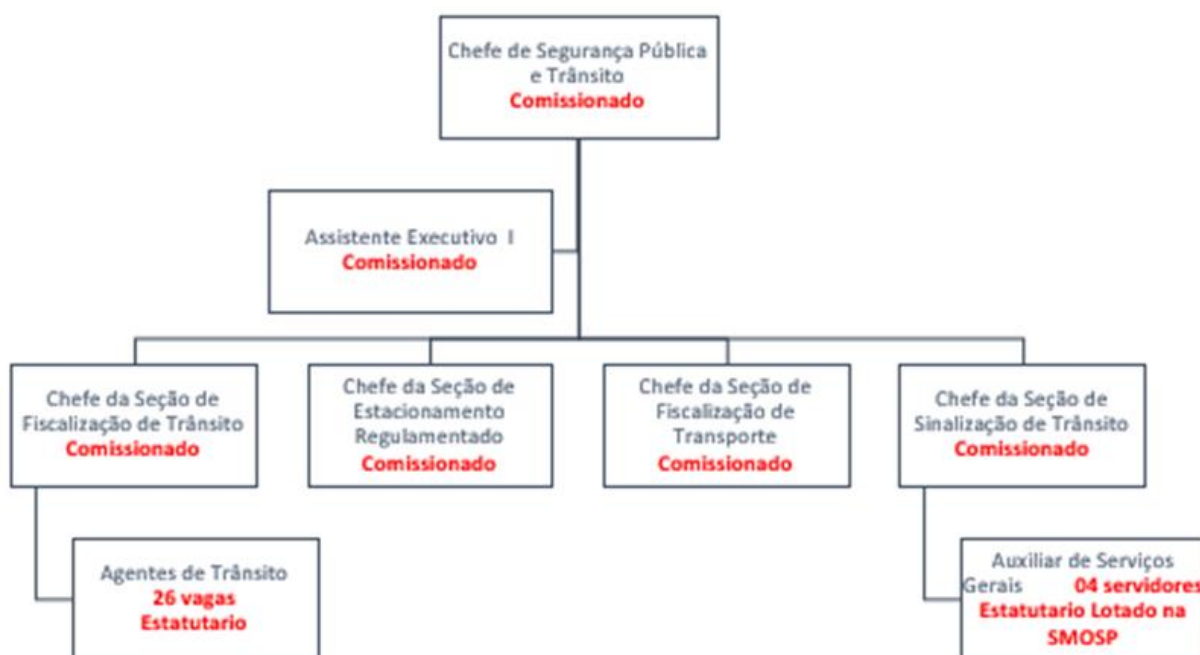 Chefe de Segurança Pública
e Trânsito
Comissionado
Assistente Executivo I
Comissionado
Chefe da Seção de
Fiscalização de Trânsito
Comissionado
Chefe da Seção de
Estacionamento
Regulamentado
Comissionado
Chefe da Seção de
Fiscalização de
Transporte
Comissionado
Chefe da Seção de
Sinalização de Trânsito
Comissionado
Agentes de Trânsito
26 vagas
Estatutario
Auxiliar de Serviços
Gerais 04 servidores
Estatutario Lotado na
SMOSP